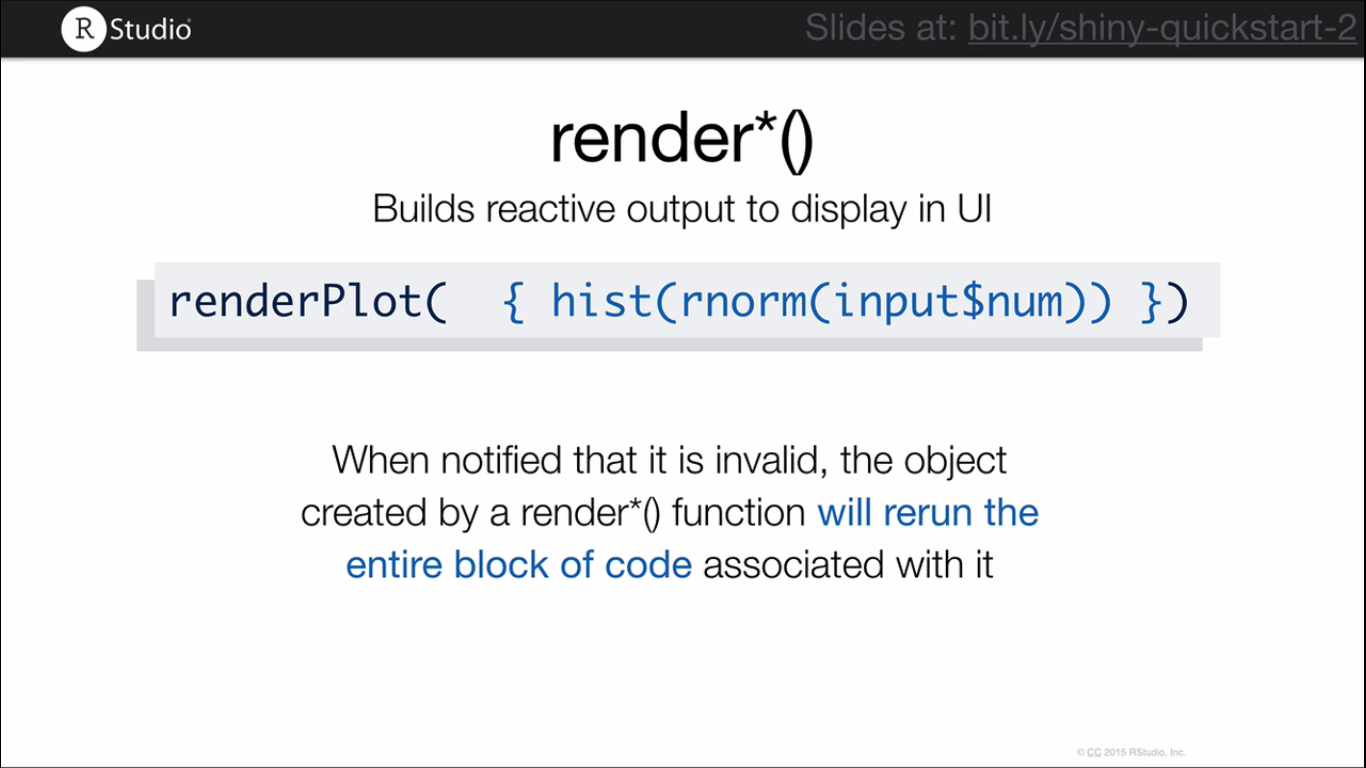 R Studio®
Slides at: bit.ly/shiny-quickstart-2
render*()
Builds reactive output to display in UI
renderPlot(  { hist(rnorm(input$num)) })
When notified that it is invalid, the object
created by a render*() function will rerun the
entire block of code associated with it
© CC 2015 RStudio, Inc.